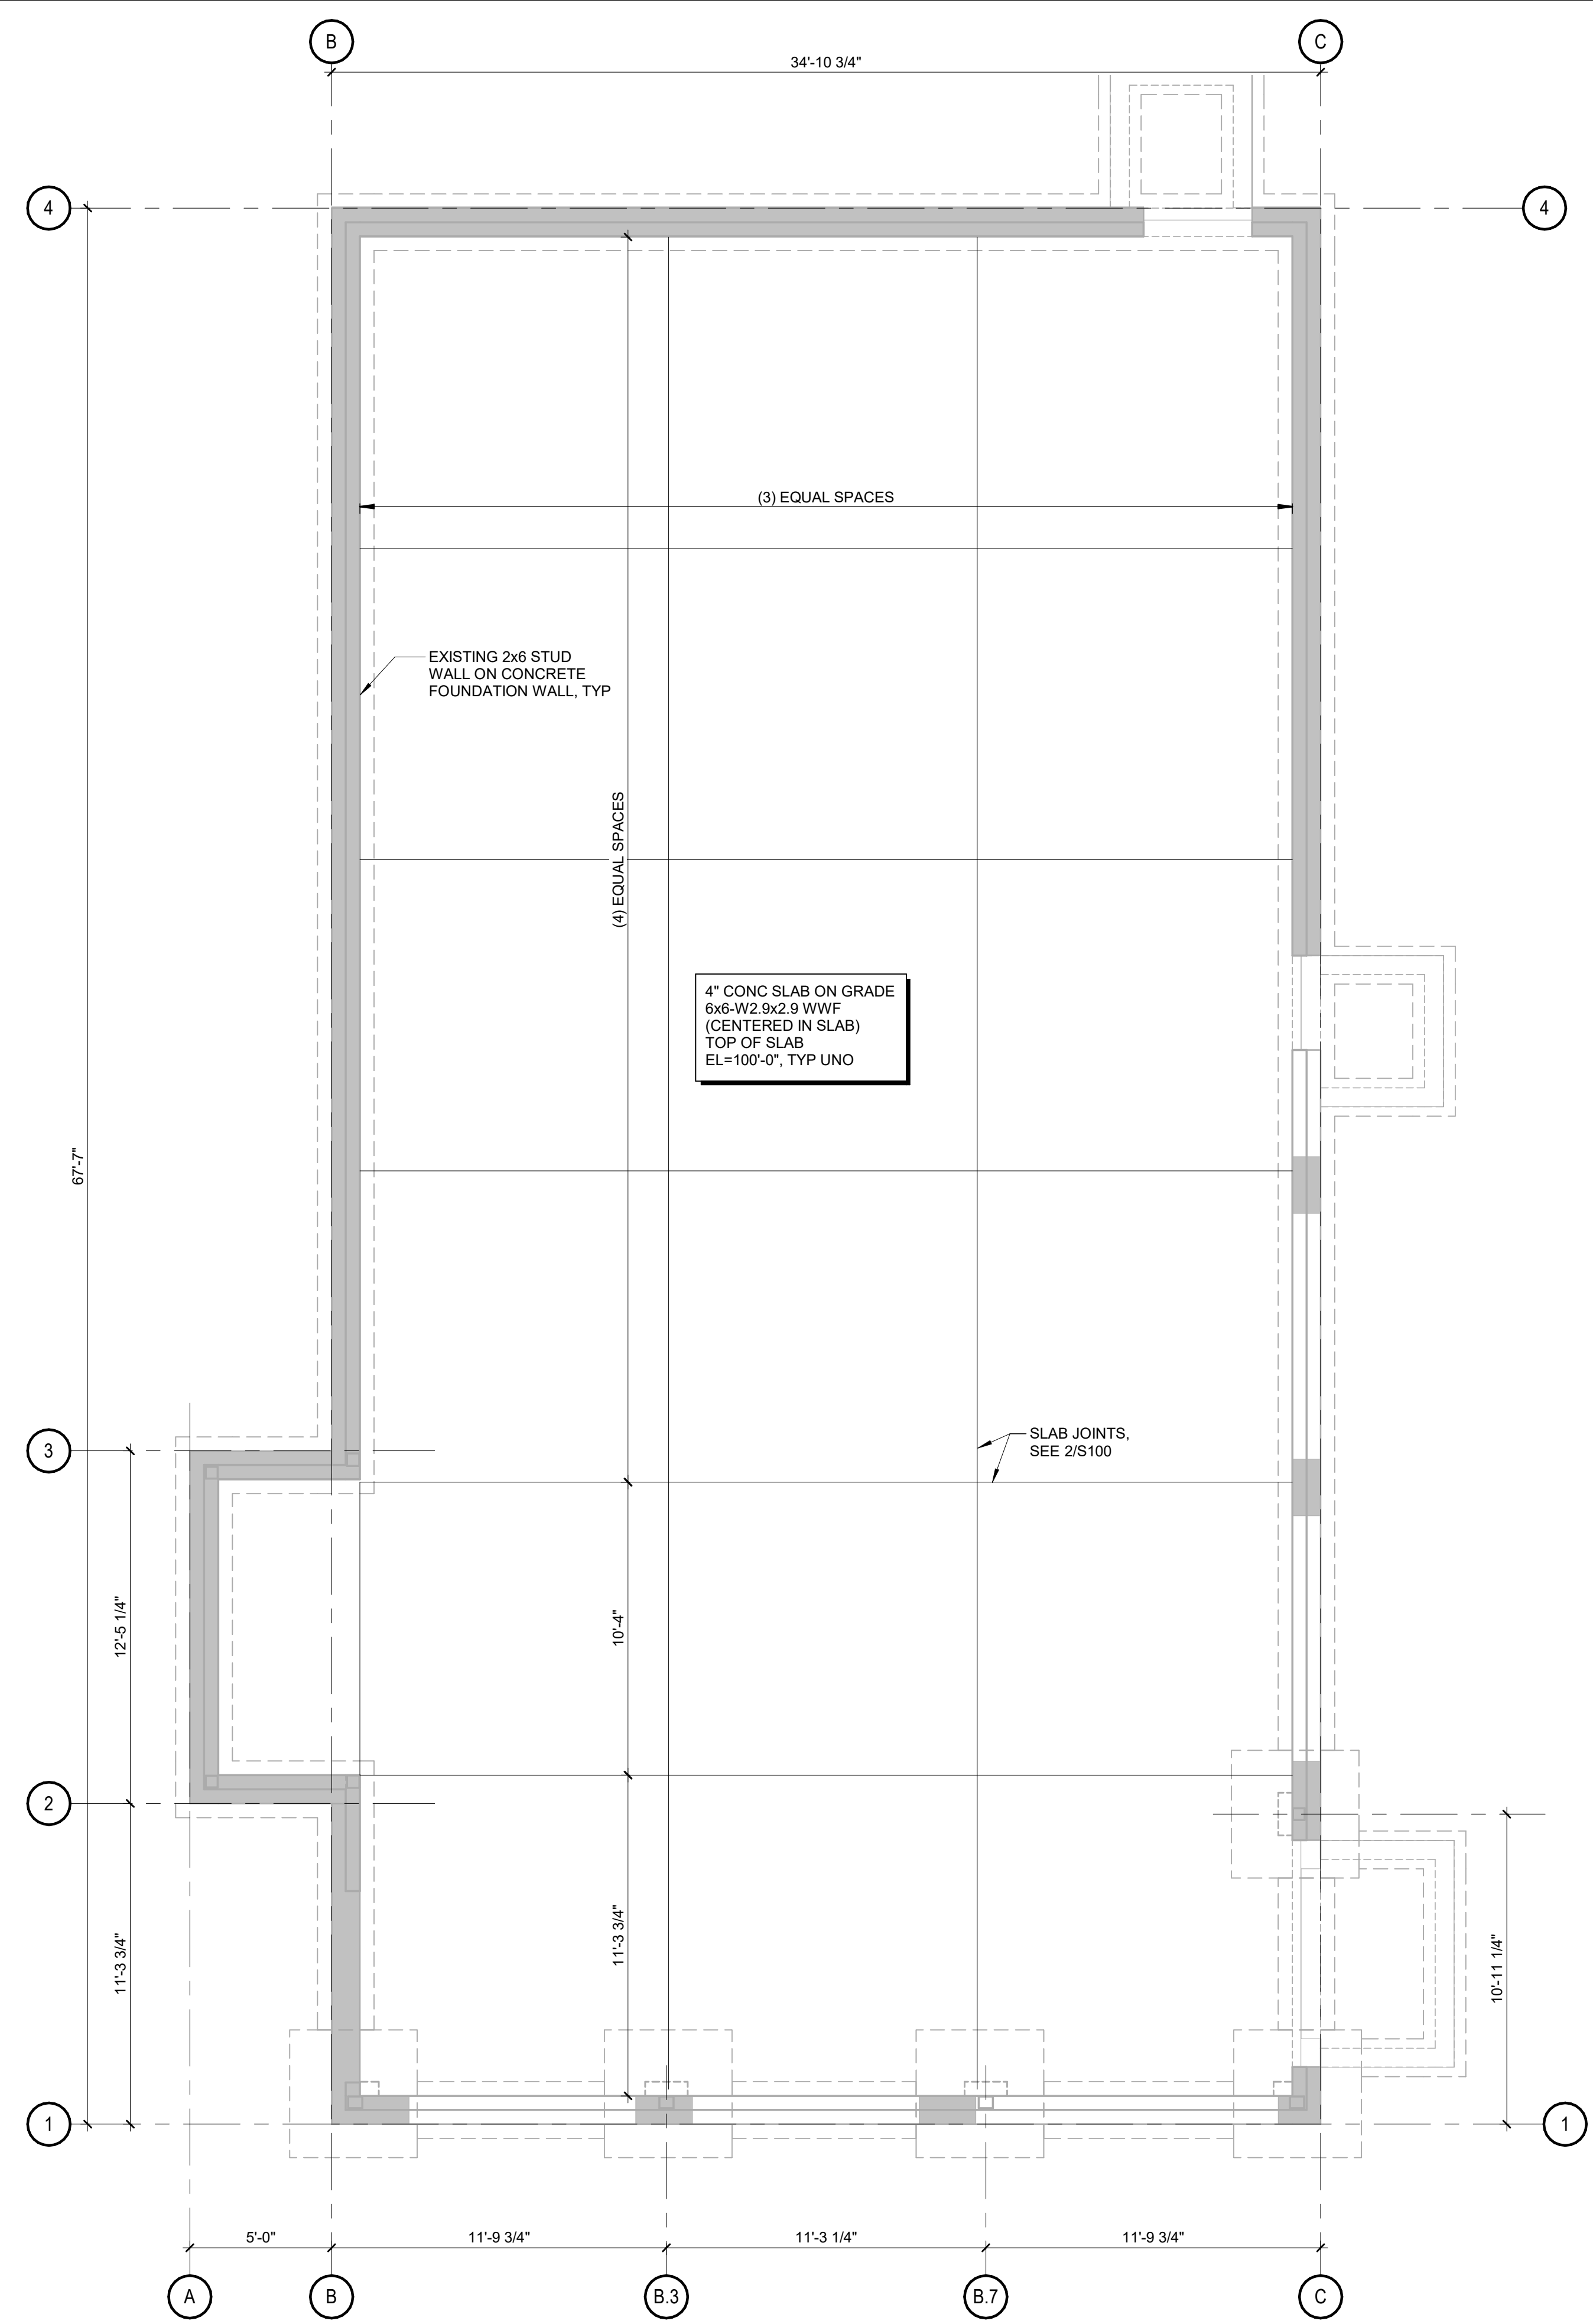 B
C
34'-10 3/4"
4
4
(3) EQUAL SPACES
EXISTING 2x6 STUD
WALL ON CONCRETE
FOUNDATION WALL, TYP
(4) EQUAL SPACES
4" CONC SLAB ON GRADE
6x6-W2.9x2.9 WWF
(CENTERED IN SLAB)
TOP OF SLAB
EL=100'-0", TYP UNO
67'-7"
SLAB JOINTS,
SEE 2/S100
3
12'-5 1/4"
10'-4"
2
11'-3 3/4"
11'-3 3/4"
10'-11 1/4"
1
1
5'-0"
11'-9 3/4"
11'-3 1/4"
11'-9 3/4"
A
B
B.3
B.7
C